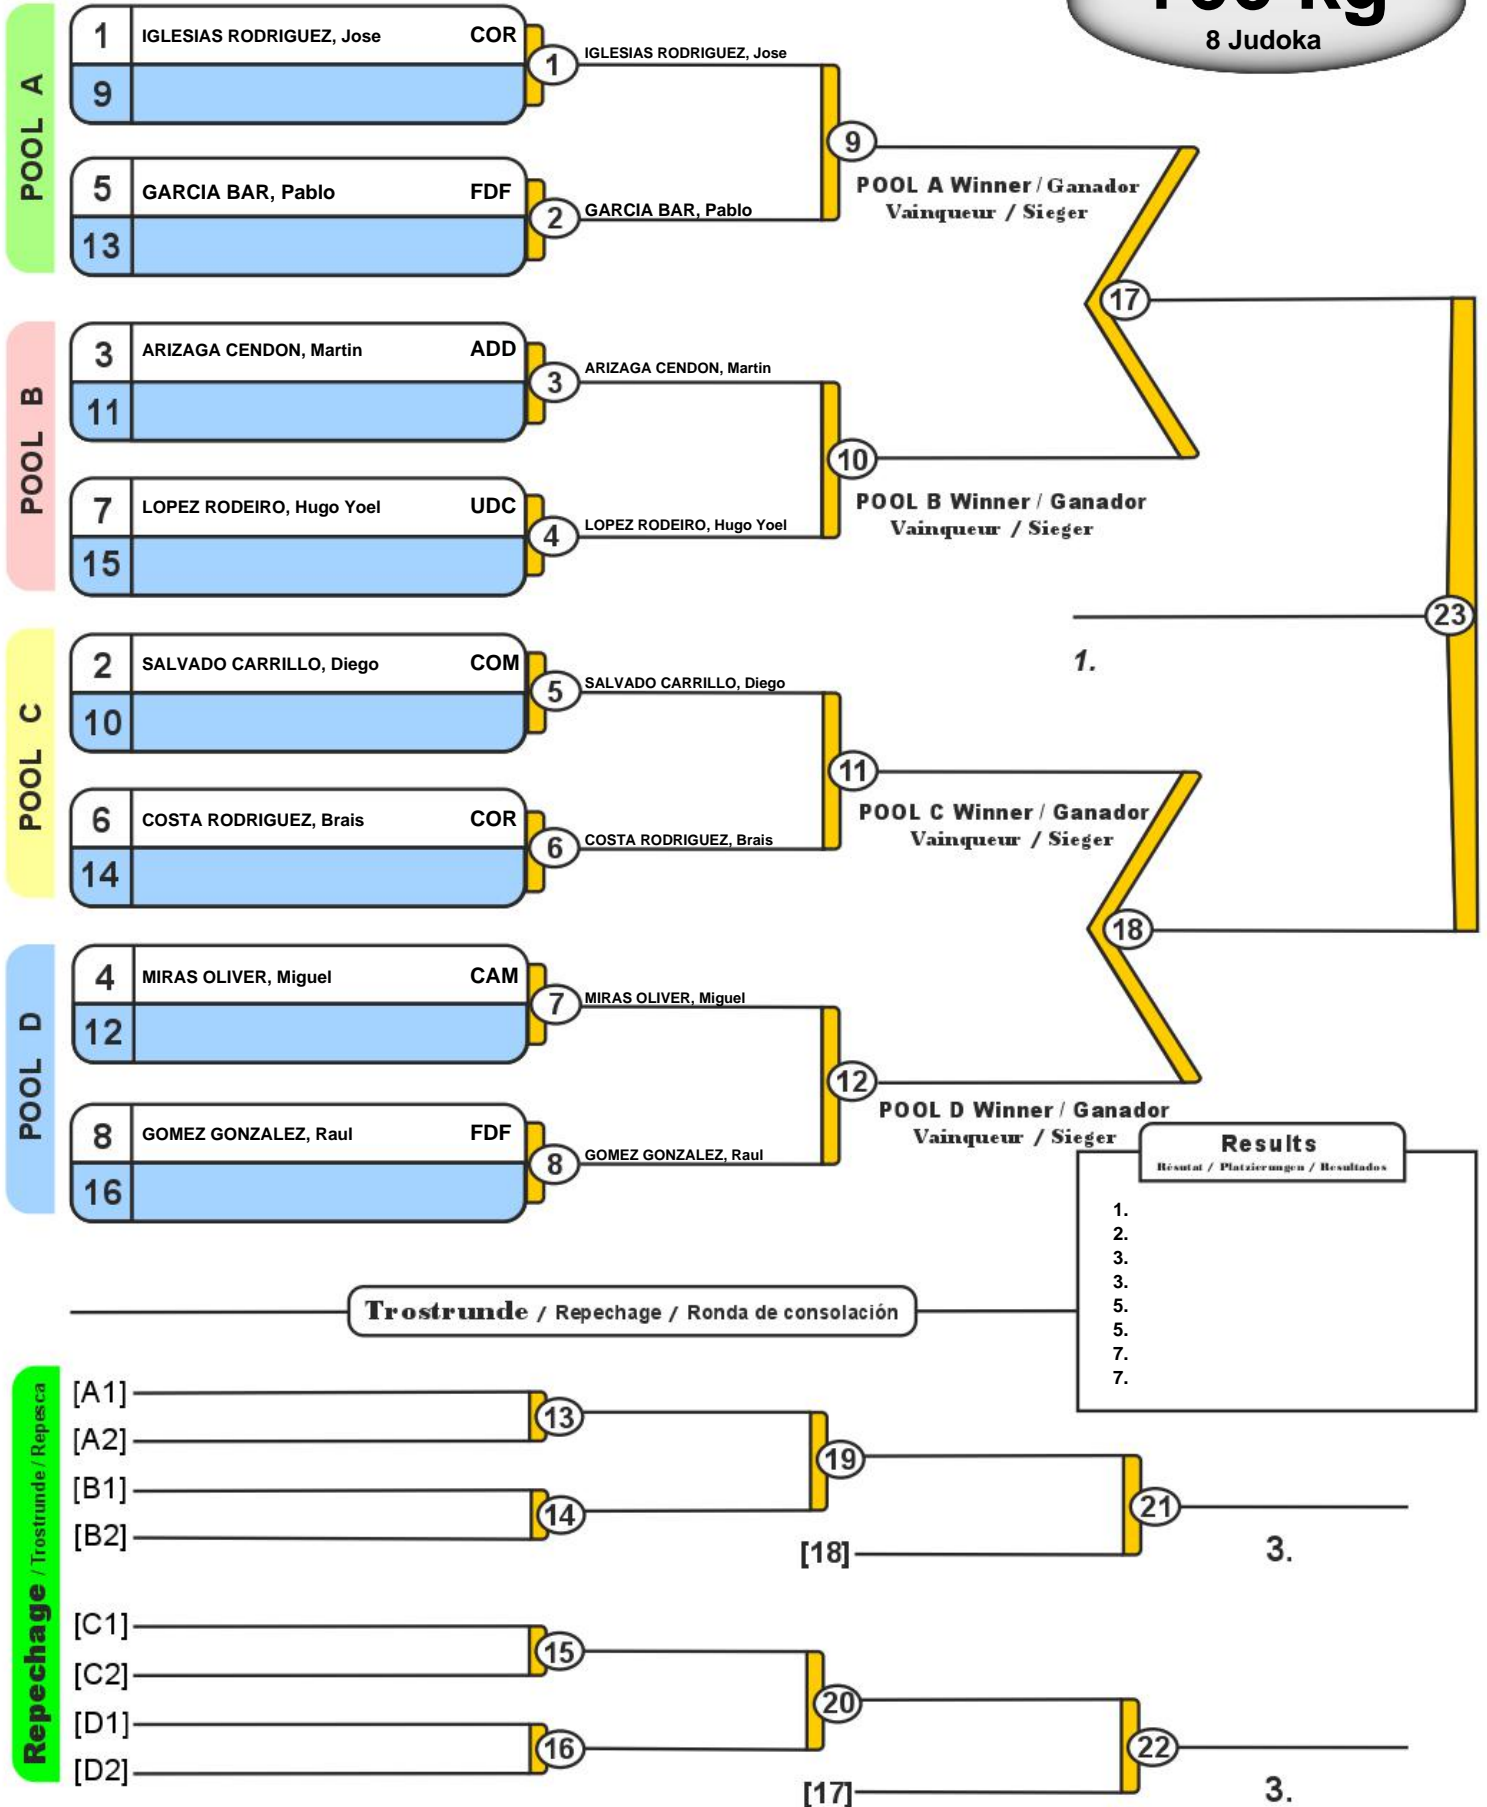 8 Judoka
POOL A
1 IGLESIAS RODRIGUEZ, Jose COR
9
1
IGLESIAS RODRIGUEZ, Jose
5 GARCIA BAR, Pablo FDF
13
2
GARCIA BAR, Pablo
9
POOL A Winner / Ganador
Vainqueur / Sieger
POOL B
3 ARIZAGA CENDON, Martin ADD
11
3
ARIZAGA CENDON, Martin
7 LOPEZ RODEIRO, Hugo Yoel UDC
15
4
LOPEZ RODEIRO, Hugo Yoel
10
POOL B Winner / Ganador
Vainqueur / Sieger
17
23
1.
POOL C
2 SALVADO CARRILLO, Diego COM
10
5
SALVADO CARRILLO, Diego
6 COSTA RODRIGUEZ, Brais COR
14
6
COSTA RODRIGUEZ, Brais
11
POOL C Winner / Ganador
Vainqueur / Sieger
18
POOL D
4 MIRAS OLIVER, Miguel CAM
12
7
MIRAS OLIVER, Miguel
8 GOMEZ GONZALEZ, Raul FDF
16
8
GOMEZ GONZALEZ, Raul
12
POOL D Winner / Ganador
Vainqueur / Sieger
Results
Résutat / Platzierungen / Resultados
1.
2.
3.
3.
5.
5.
7.
7.
Trostrunde / Repechage / Ronda de consolación
Repechage / Trostrunde / Repesca
[A1]
[A2]
13
[B1]
[B2]
14
19
[18]
21
3.
[C1]
[C2]
15
[D1]
[D2]
16
20
[17]
22
3.